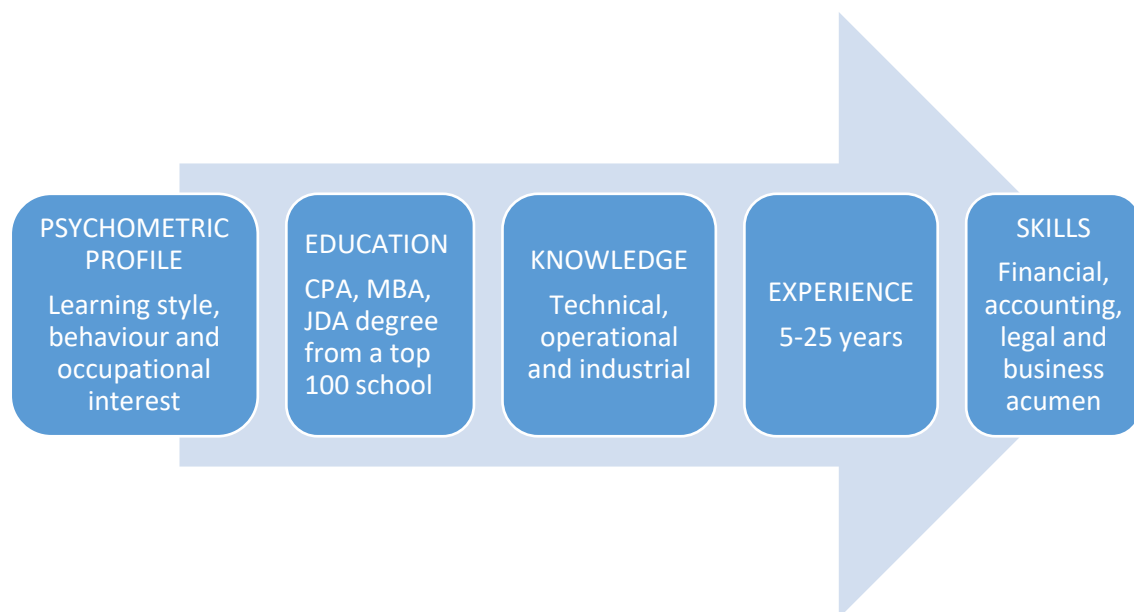 PSYCHOMETRIC
PROFILE
Learning style,
behaviour and
occupational
interest
EDUCATION
CPA, MBA,
JDA degree
from a top
100 school
KNOWLEDGE
Technical,
operational
and industrial
EXPERIENCE
5-25 years
SKILLS
Financial,
accounting,
legal and
business
acumen